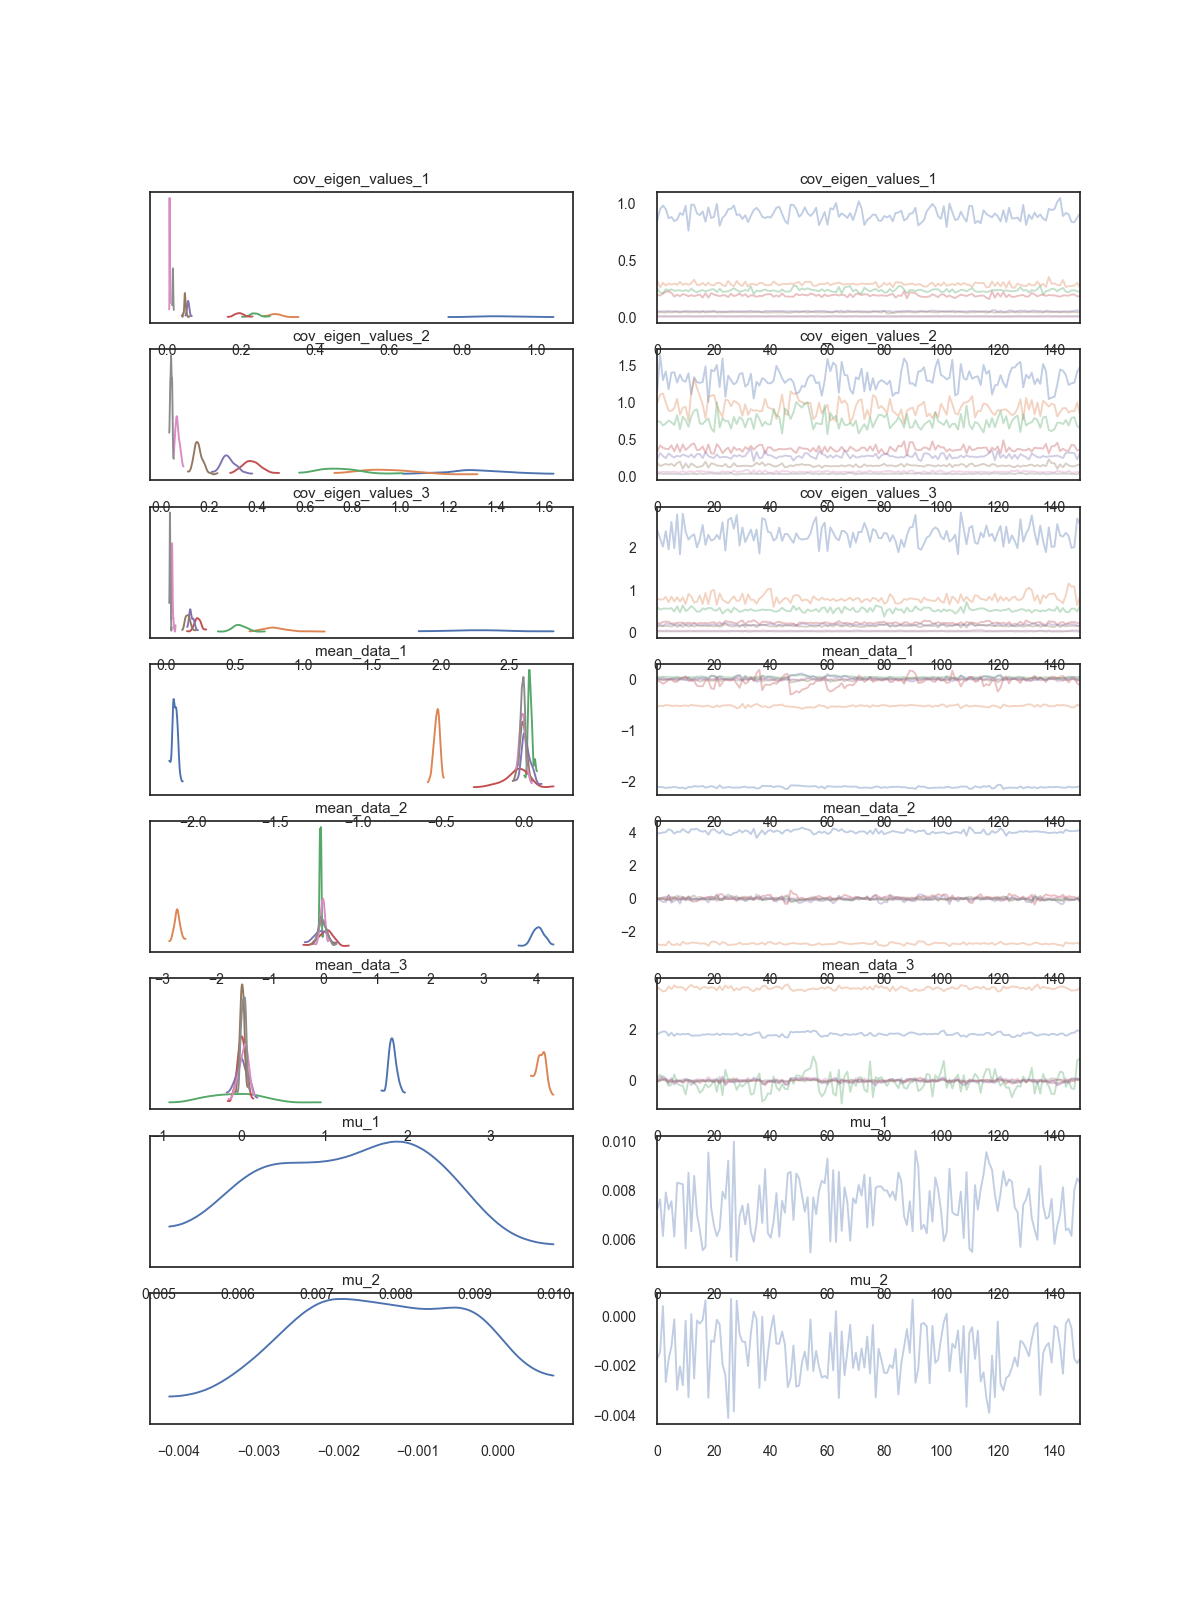 cov_eigen_values_1 cov_eigen_values_1
1.0
0.5
0.0
0.0 0.2 0.4 0.6 0.8 1.0 0 20 40 60 80 100 120 140
cov_eigen_values_2 cov_eigen_values_2
1.5
1.0
0.5
0.0
0.0 0.2 0.4 0.6 0.8 1.0 1.2 1.4 1.6 0 20 40 60 80 100 120 140
cov_eigen_values_3 cov_eigen_values_3
2
1
0
0.0 0.5 1.0 1.5 2.0 2.5 0 20 40 60 80 100 120 140
mean_data_1 mean_data_1
0
−1
−2
−2.0 −1.5 −1.0 −0.5 0.0 0 20 40 60 80 100 120 140
mean_data_2 mean_data_2
4
2
0
−2
−3 −2 −1 0 1 2 3 4 0 20 40 60 80 100 120 140
mean_data_3 mean_data_3
2
0
−1 0 1 2 3 0 20 40 60 80 100 120 140
mu_1 mu_1
0.010
0.008
0.006
0.005 0.006 0.007 0.008 0.009 0.010 0 20 40 60 80 100 120 140
mu_2 mu_2
0.000
−0.002
−0.004
−0.004 −0.003 −0.002 −0.001 0.000 0 20 40 60 80 100 120 140